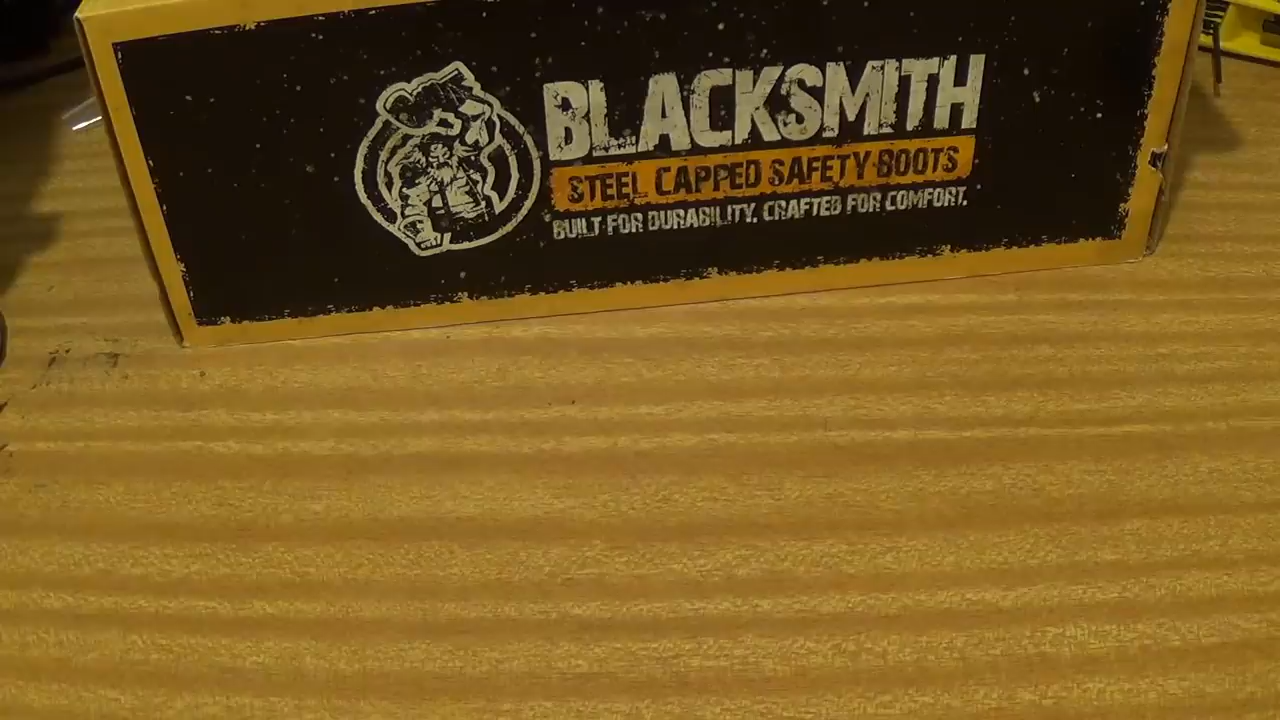 BLACKSMITH
STEEL CAPPED SAFETY BOOTS
BUILT FOR DURABILITY. CRAFTED FOR COMFORT.